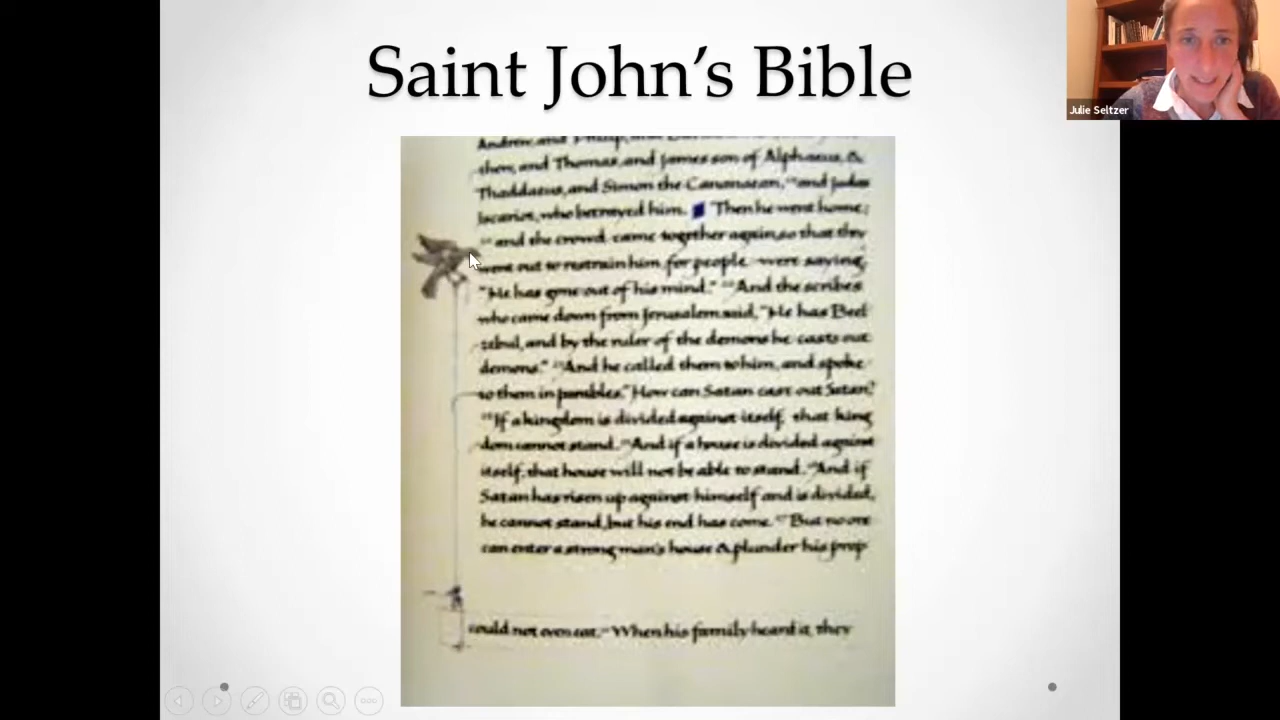 Saint John's Bible
Julie Seltzer
Andrew, and Philip, and
thew, and Thomas, and James son of Alphaeus, &
Thaddaeus, and Simon the Cananaean, and Judas
Iscariot, who betrayed him. Then he went home;
and the crowd came together again, so that they
went out to restrain him, for people were saying,
"He has gone out of his mind." And the scribes
who came down from Jerusalem said, "He has Beel
zebul, and by the ruler of the demons he casts out
demons." And he called them to him, and spoke
to them in parables, "How can Satan cast out Satan?
If a kingdom is divided against itself, that king
dom cannot stand. And if a house is divided against
itself, that house will not be able to stand. And if
Satan has risen up against himself and is divided,
he cannot stand, but his end has come. But no one
can enter a strong man's house & plunder his prop
could not even eat. When his family heard it, they